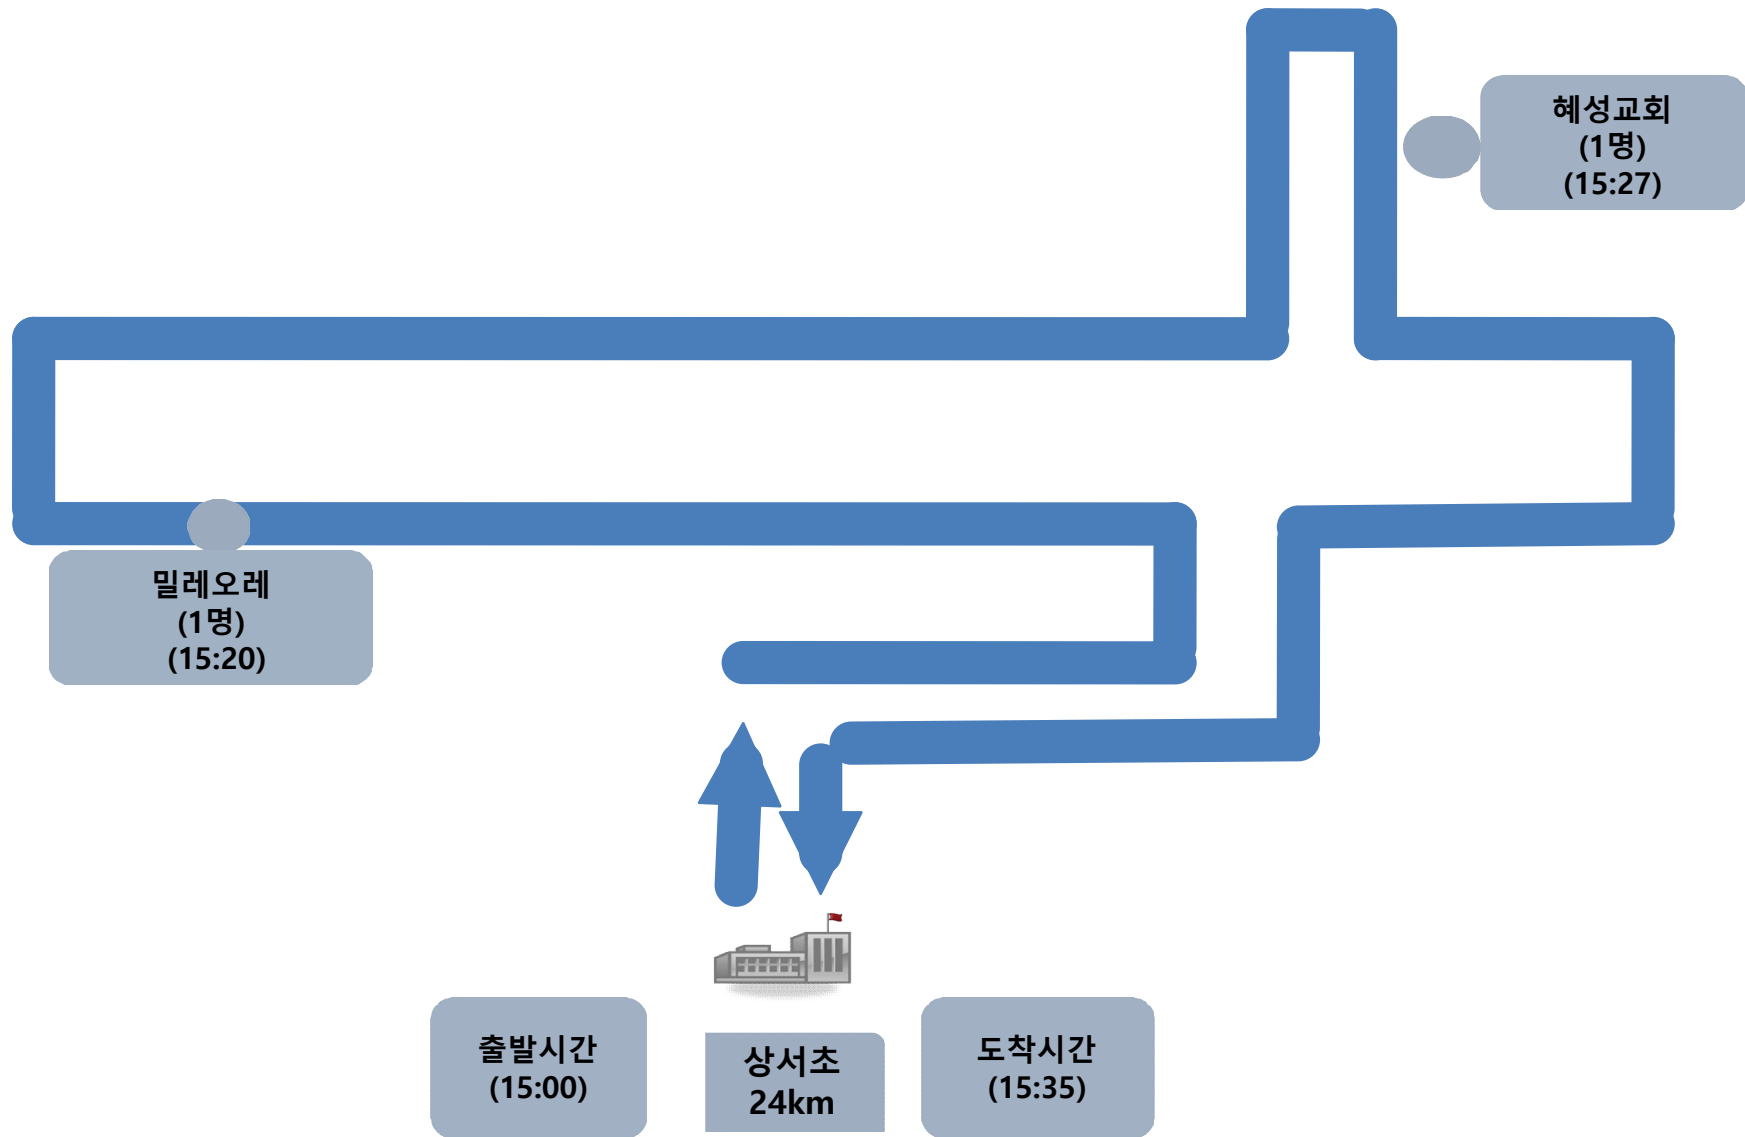 혜성교회
(1명)
(15:27)
밀레오레
(1명)
(15:20)
출발시간
(15:00)
상서초
24km
도착시간
(15:35)